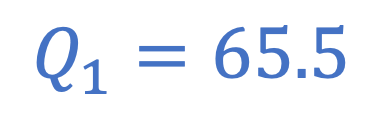 Q₁ = 65.5